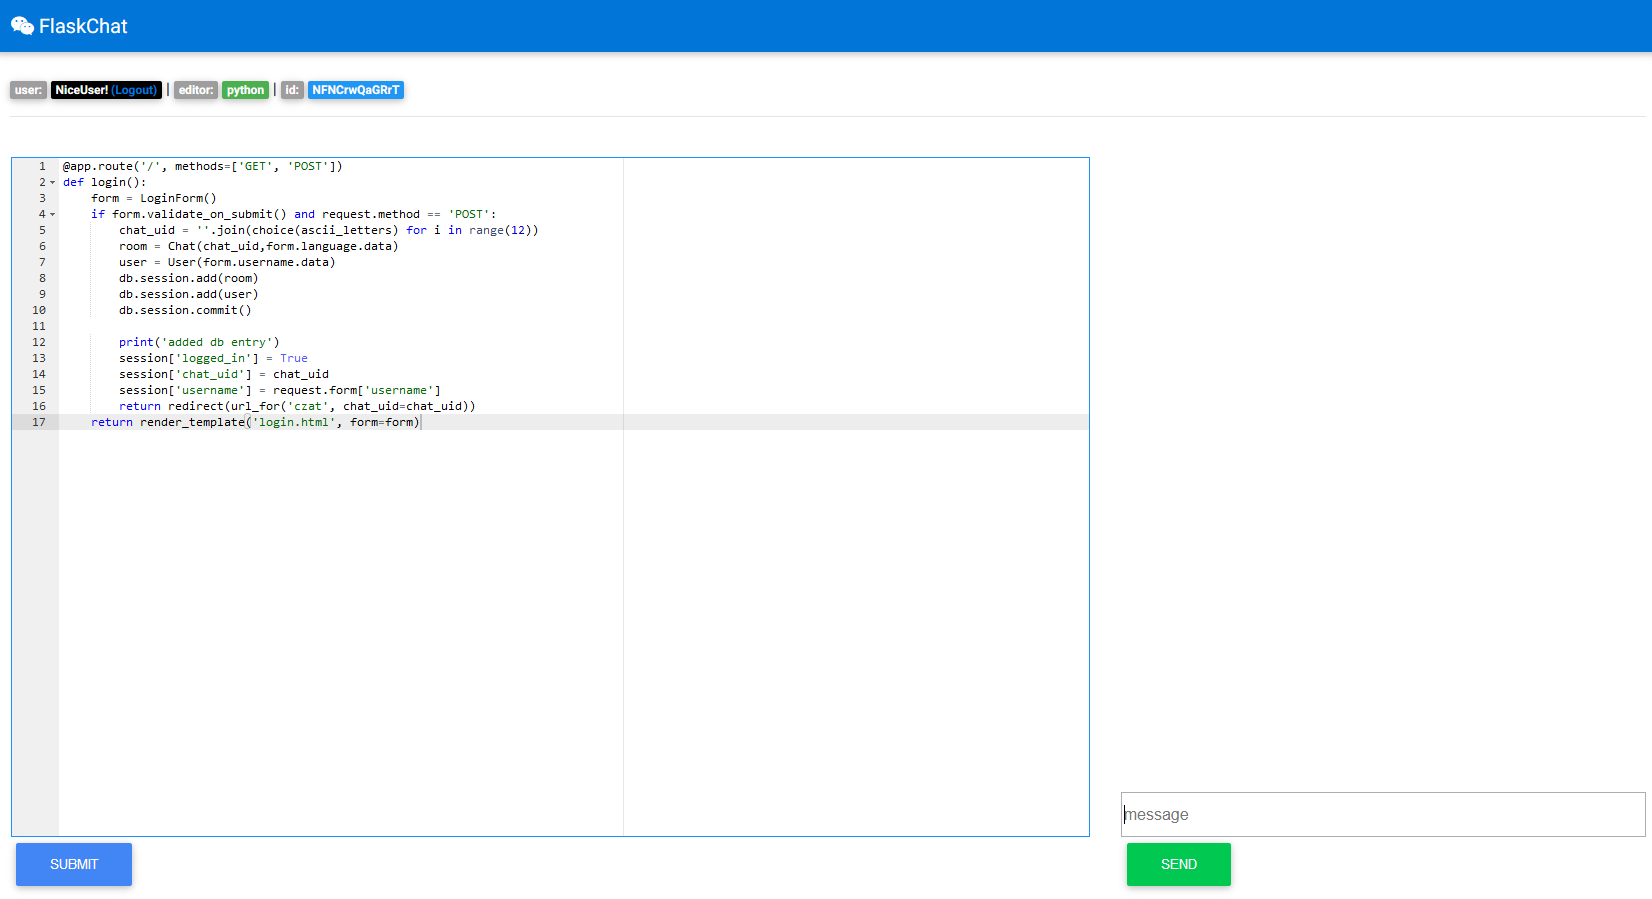 FlaskChat
user: NiceUser! (Logout) | editor: python | id: NFNCrwQaGRrT
1 @app.route('/', methods=['GET', 'POST'])
2 def login():
3     form = LoginForm()
4     if form.validate_on_submit() and request.method == 'POST':
5         chat_uid = ''.join(choice(ascii_letters) for i in range(12))
6         room = Chat(chat_uid,form.language.data)
7         user = User(form.username.data)
8         db.session.add(room)
9         db.session.add(user)
10         db.session.commit()
11
12         print('added db entry')
13         session['logged_in'] = True
14         session['chat_uid'] = chat_uid
15         session['username'] = request.form['username']
16         return redirect(url_for('czat', chat_uid=chat_uid))
17     return render_template('login.html', form=form)
message
SUBMIT
SEND